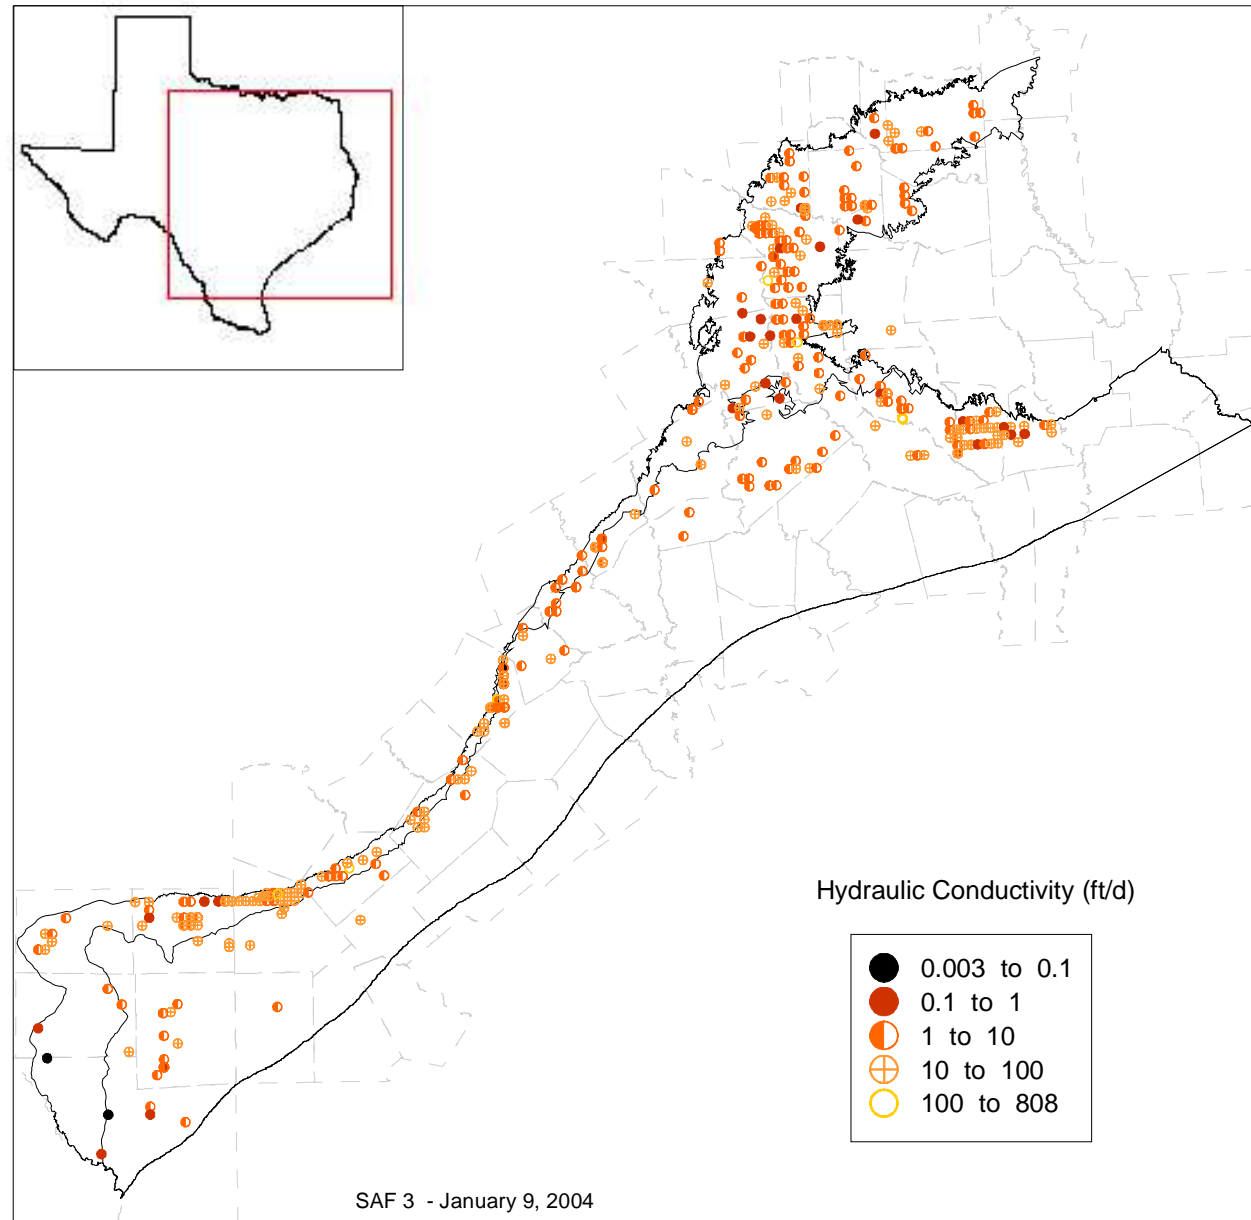 Hydraulic Conductivity (ft/d)
0.003 to 0.1
0.1 to 1
1 to 10
10 to 100
100 to 808
SAF 3 - January 9, 2004